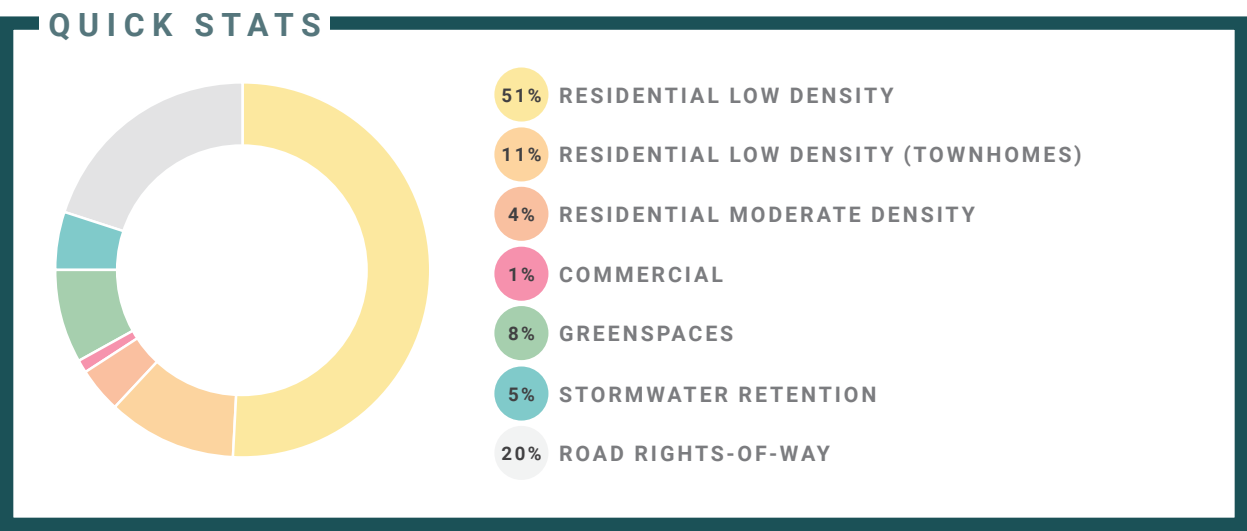 QUICK STATS
51% RESIDENTIAL LOW DENSITY
11% RESIDENTIAL LOW DENSITY (TOWNHOMES)
4% RESIDENTIAL MODERATE DENSITY
1% COMMERCIAL
8% GREENSPACES
5% STORMWATER RETENTION
20% ROAD RIGHTS-OF-WAY